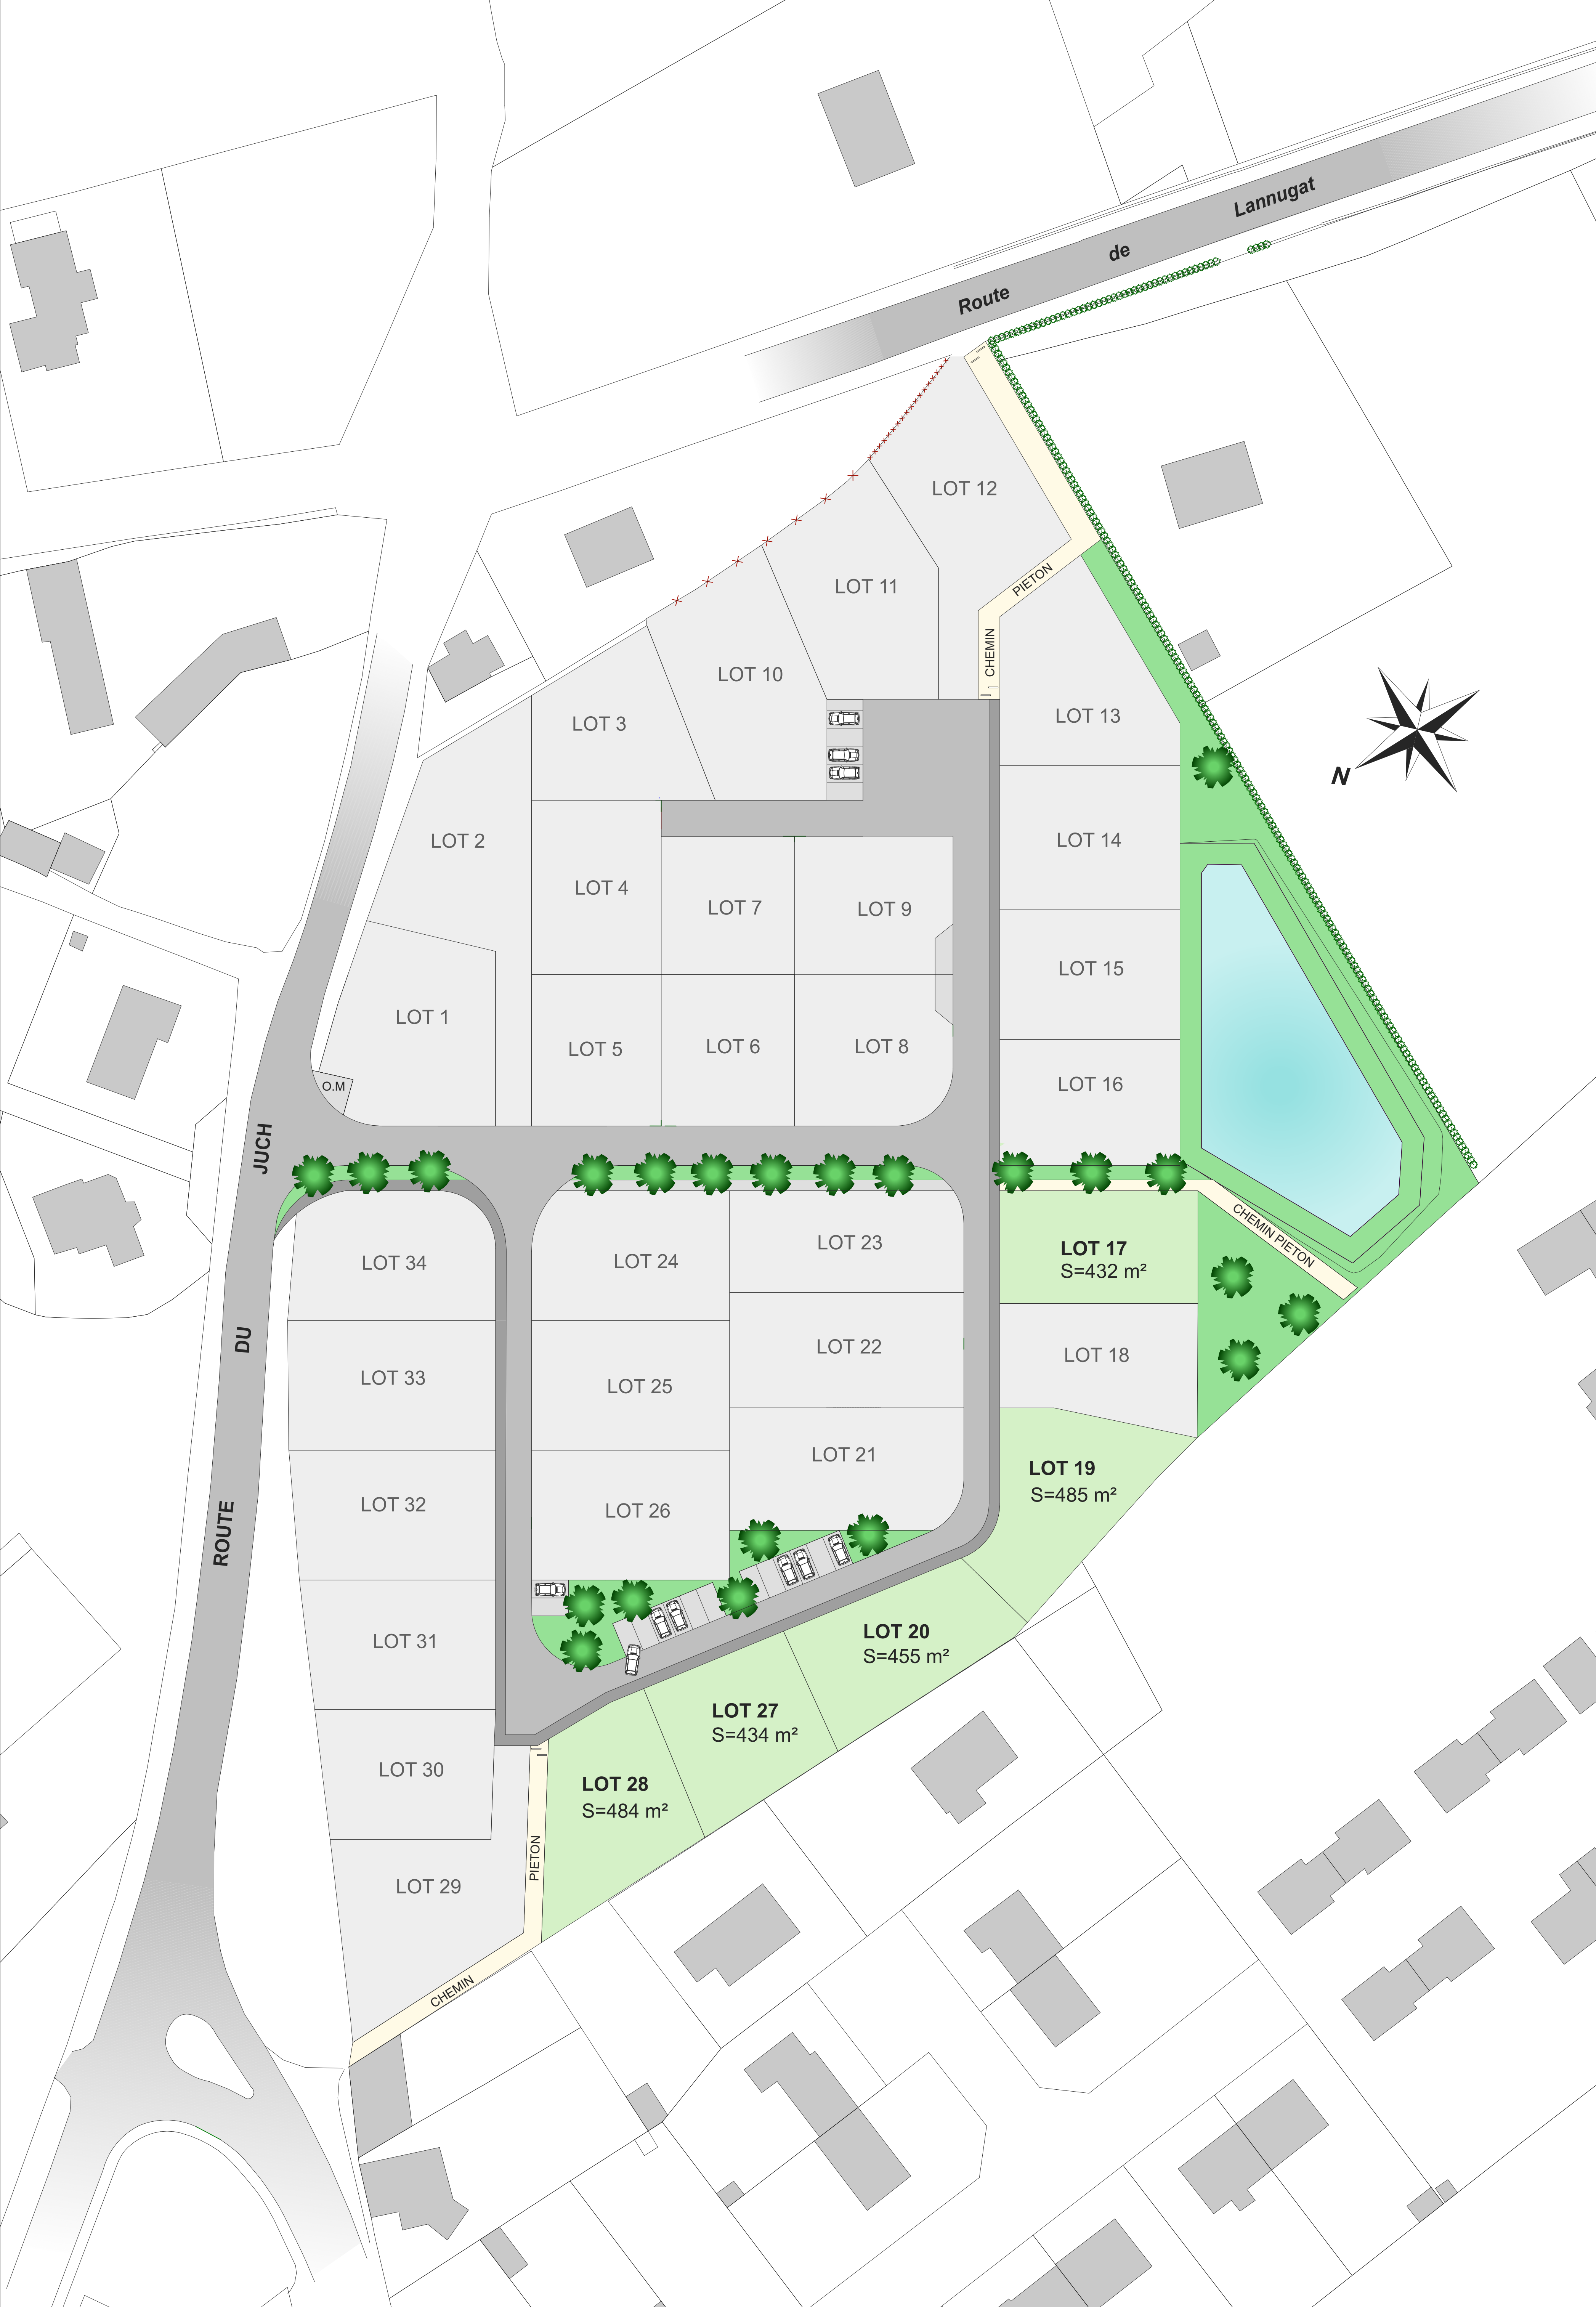 Lannugat
de
Route
LOT 12
PIETON
LOT 11
CHEMIN
LOT 10
LOT 3
LOT 13
N
LOT 2
LOT 14
LOT 4
LOT 7
LOT 9
LOT 15
LOT 1
LOT 5
LOT 6
LOT 8
O.M
LOT 16
JUCH
CHEMIN PIETON
LOT 34
LOT 24
LOT 23
LOT 17
S=432 m²
DU
LOT 33
LOT 25
LOT 22
LOT 18
LOT 32
LOT 26
LOT 21
LOT 19
S=485 m²
ROUTE
LOT 31
LOT 20
S=455 m²
LOT 27
S=434 m²
LOT 30
LOT 28
S=484 m²
PIETON
LOT 29
CHEMIN